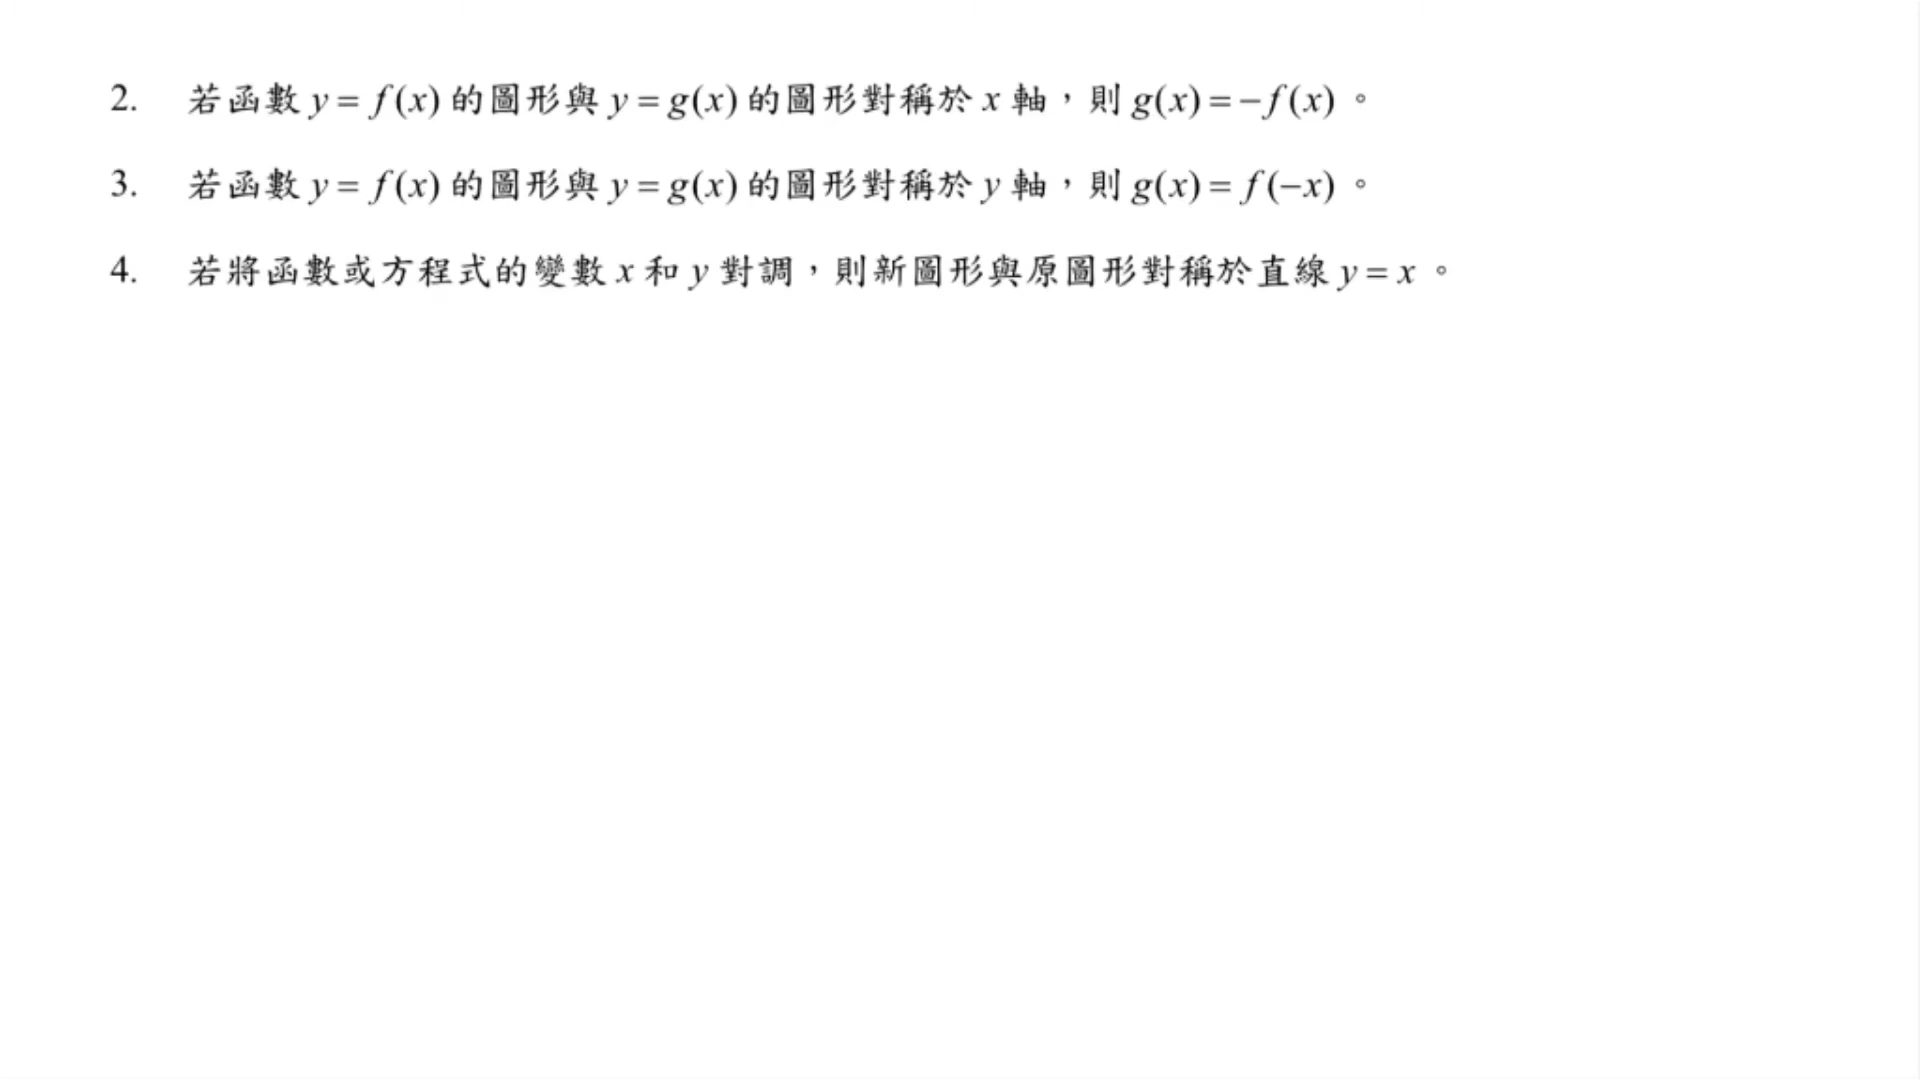 2. 若函數 y = f(x) 的圖形與 y = g(x) 的圖形對稱於 x 軸，則 g(x) = −f(x) 。
3. 若函數 y = f(x) 的圖形與 y = g(x) 的圖形對稱於 y 軸，則 g(x) = f(−x) 。
4. 若將函數或方程式的變數 x 和 y 對調，則新圖形與原圖形對稱於直線 y = x 。